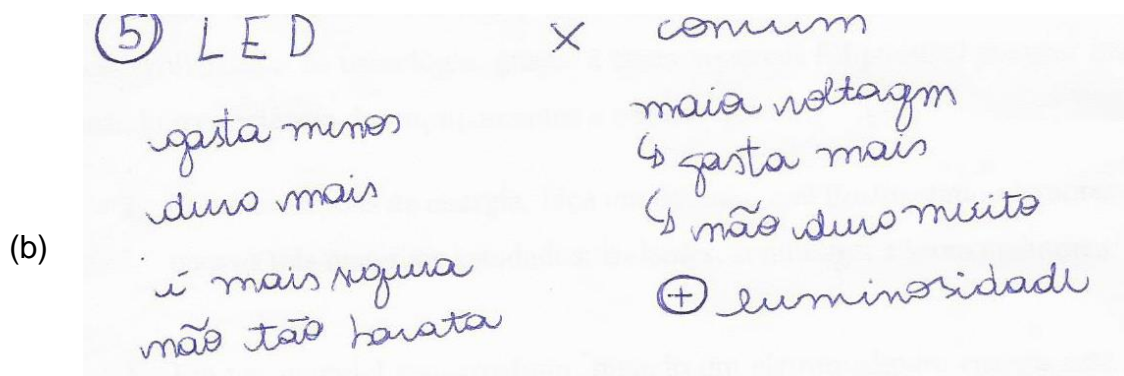 ⑤ LED × comum
gasta menos
dura mais
é mais segura
não tão barata
maior voltagm
↳ gasta mais
↳ não dura muito
⊕ luminosidade
(b)